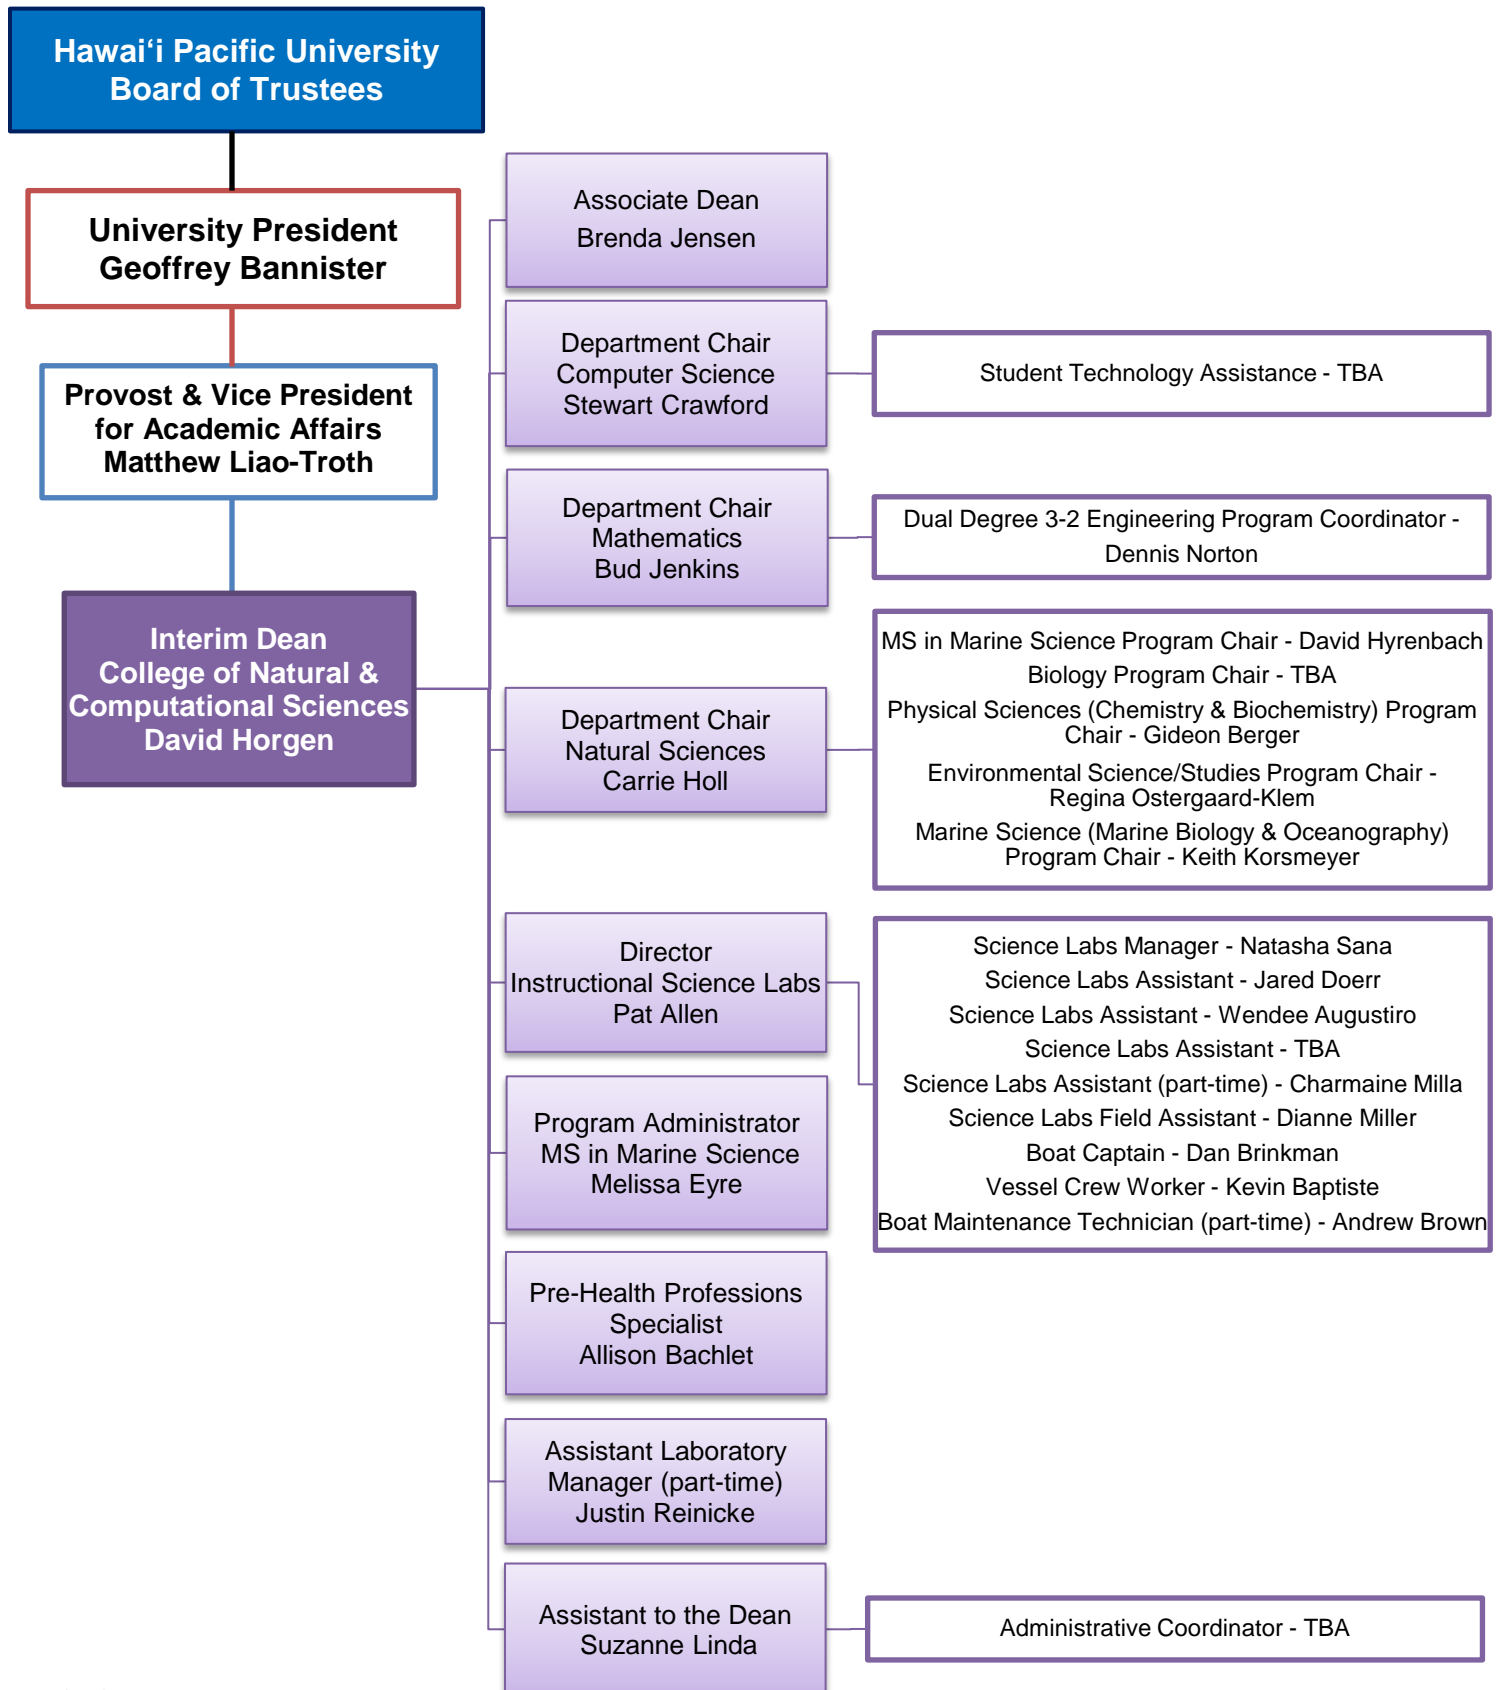 Hawai‘i Pacific University
Board of Trustees
University President
Geoffrey Bannister
Provost & Vice President
for Academic Affairs
Matthew Liao-Troth
Interim Dean
College of Natural &
Computational Sciences
David Horgen
Associate Dean
Brenda Jensen
Department Chair
Computer Science
Stewart Crawford
Student Technology Assistance - TBA
Department Chair
Mathematics
Bud Jenkins
Dual Degree 3-2 Engineering Program Coordinator -
Dennis Norton
Department Chair
Natural Sciences
Carrie Holl
MS in Marine Science Program Chair - David Hyrenbach
Biology Program Chair - TBA
Physical Sciences (Chemistry & Biochemistry) Program
Chair - Gideon Berger
Environmental Science/Studies Program Chair -
Regina Ostergaard-Klem
Marine Science (Marine Biology & Oceanography)
Program Chair - Keith Korsmeyer
Director
Instructional Science Labs
Pat Allen
Science Labs Manager - Natasha Sana
Science Labs Assistant - Jared Doerr
Science Labs Assistant - Wendee Augustiro
Science Labs Assistant - TBA
Science Labs Assistant (part-time) - Charmaine Milla
Science Labs Field Assistant - Dianne Miller
Boat Captain - Dan Brinkman
Vessel Crew Worker - Kevin Baptiste
Boat Maintenance Technician (part-time) - Andrew Brown
Program Administrator
MS in Marine Science
Melissa Eyre
Pre-Health Professions
Specialist
Allison Bachlet
Assistant Laboratory
Manager (part-time)
Justin Reinicke
Assistant to the Dean
Suzanne Linda
Administrative Coordinator - TBA